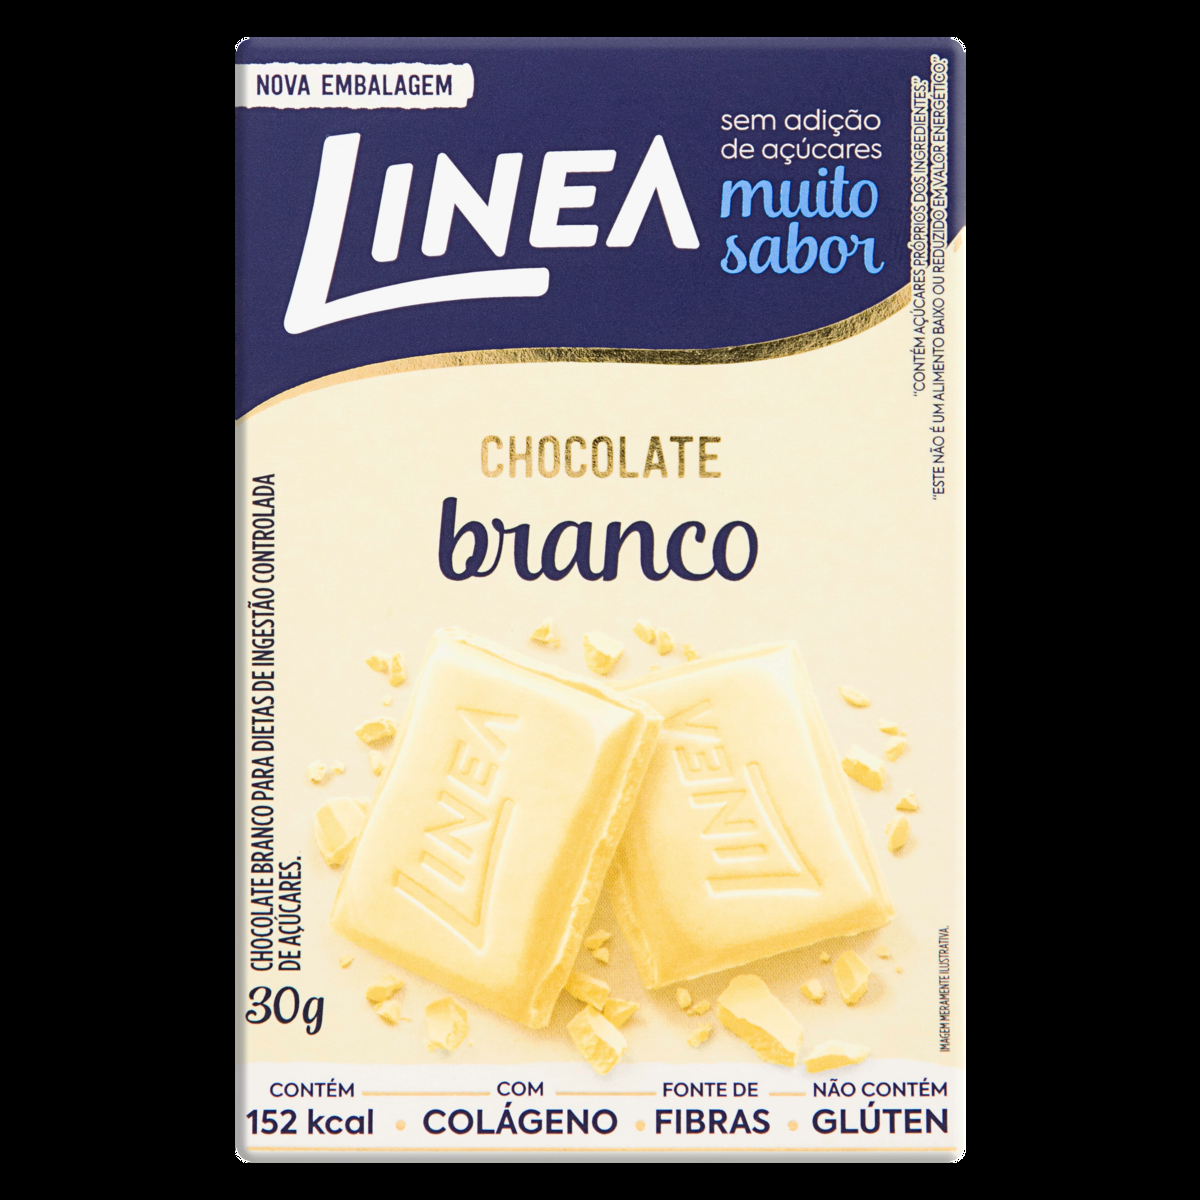 NOVA EMBALAGEM
LINEA
sem adição
de açúcares
muito
sabor
"CONTÉM AÇÚCARES PRÓPRIOS DOS INGREDIENTES"
"ESTE NÃO É UM ALIMENTO BAIXO OU REDUZIDO EM VALOR ENERGÉTICO"
CHOCOLATE
branco
CHOCOLATE BRANCO PARA DIETAS DE INGESTÃO CONTROLADA
DE AÇÚCARES.
30g
LINEA
LINEA
IMAGEM MERAMENTE ILUSTRATIVA.
CONTÉM COM FONTE DE NÃO CONTÉM
152 kcal • COLÁGENO • FIBRAS • GLÚTEN